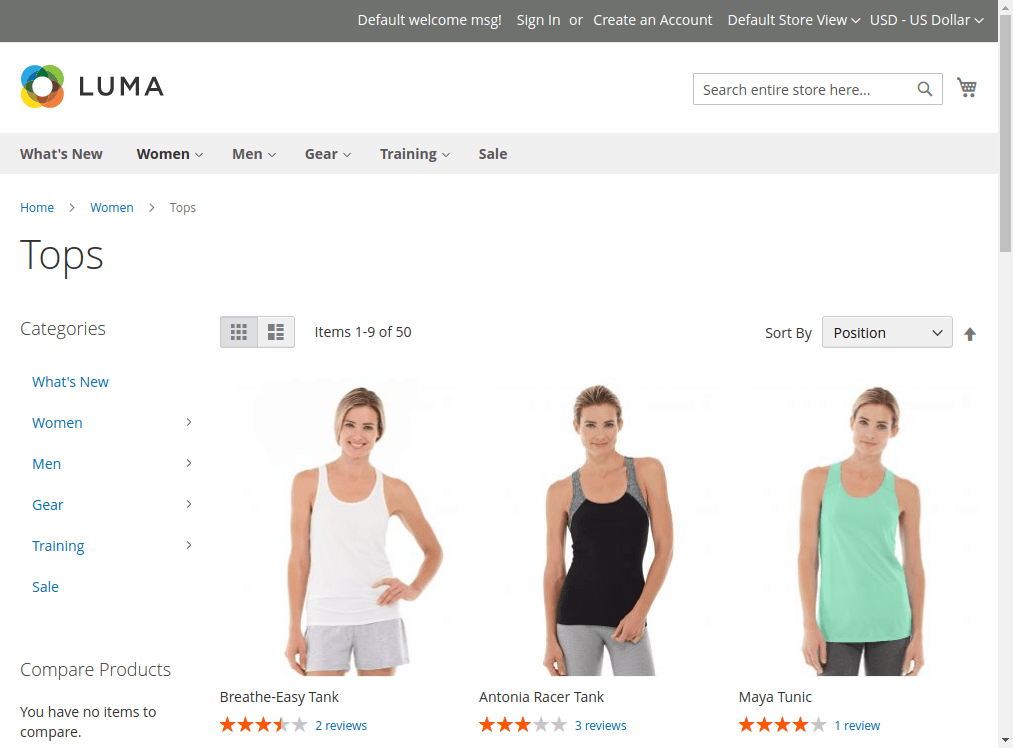 Default welcome msg! Sign In or Create an Account Default Store View USD - US Dollar
LUMA
Search entire store here...
What's New Women Men Gear Training Sale
Home Women Tops
Tops
Categories
Items 1-9 of 50
Sort By Position
What's New
Women
Men
Gear
Training
Sale
Compare Products
You have no items to
compare.
Breathe-Easy Tank
2 reviews
Antonia Racer Tank
3 reviews
Maya Tunic
1 review